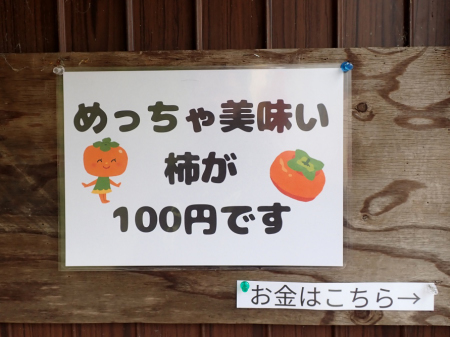 めっちゃ美味い
柿が
100円です
お金はこちら→